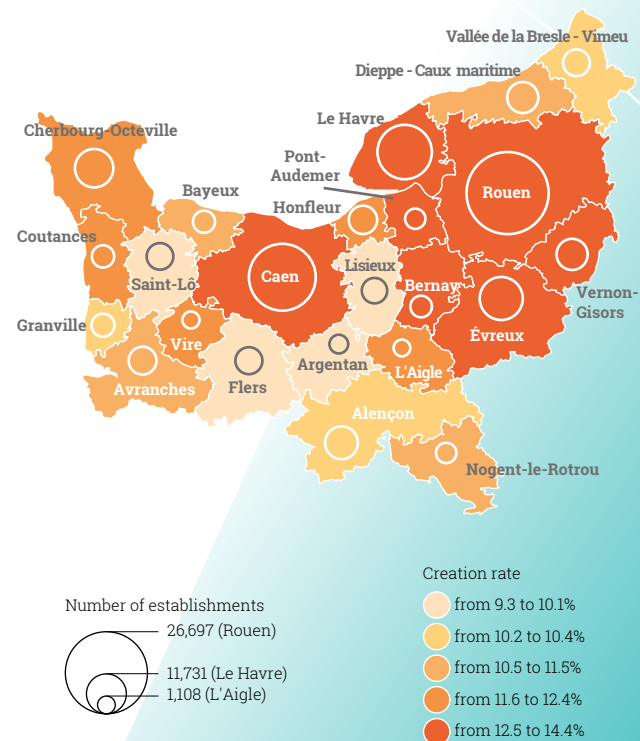 Vallée de la Bresle - Vimeu
Dieppe - Caux maritime
Le Havre
Cherbourg-Octeville
Pont-
Audemer
Rouen
Bayeux
Honfleur
Coutances
Lisieux
Caen
Saint-Lô
Bernay
Vernon-
Gisors
Granville
Vire
Évreux
Argentan
L'Aigle
Avranches
Flers
Alençon
Nogent-le-Rotrou
Number of establishments
26,697 (Rouen)
11,731 (Le Havre)
1,108 (L'Aigle)
Creation rate
from 9.3 to 10.1%
from 10.2 to 10.4%
from 10.5 to 11.5%
from 11.6 to 12.4%
from 12.5 to 14.4%